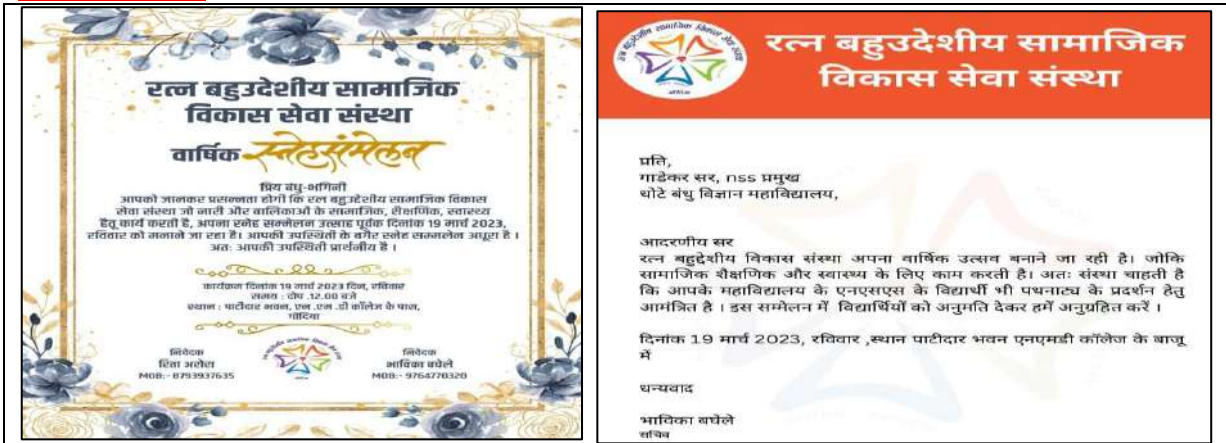 रत्न बहुउदेशीय सामाजिक
विकास सेवा संस्था
वार्षिक स्नेहसंमेलन
प्रिय बंधु-भगिनी
आपको जानकर प्रसन्नता होगी कि रत्न बहुउद्देशीय सामाजिक विकास
सेवा संस्था जो नारी और बालिकाओं के सामाजिक, शैक्षणिक, स्वास्थ्य
हेतू कार्य करती है, अपना स्नेह सम्मेलन उत्साह पूर्वक दिनांक 19 मार्च 2023,
रविवार को मनाने जा रहा है। आपकी उपस्थिती के बगैर स्नेह सम्मलेन अधूरा है ।
अतः आपकी उपस्थिती प्रार्थनीय है ।
कार्यक्रम दिनांक 19 मार्च 2023 दिन, रविवार
समय : दोप .12.00 बजे
स्थान : पाटीदार भवन, एन .एम .डी कॉलेज के पास,
गोंदिया
निवेदक
रिता अरोरा
MOB:- 8793937635
निवेदक
भाविका बघेले
MOB:- 9764770320
रत्न बहुउदेशीय सामाजिक
विकास सेवा संस्था
प्रति,
गाडेकर सर, nss प्रमुख
धोटे बंधु विज्ञान महाविद्यालय,
आदरणीय सर
रत्न बहुद्देशीय विकास संस्था अपना वार्षिक उत्सव बनाने जा रही है। जोकि
सामाजिक शैक्षणिक और स्वास्थ्य के लिए काम करती है। अतः संस्था चाहती है
कि आपके महाविद्यालय के एनएसएस के विद्यार्थी भी पथनाट्य के प्रदर्शन हेतु
आमंत्रित है । इस सम्मेलन में विद्यार्थियों को अनुमति देकर हमें अनुग्रहित करें ।
दिनांक 19 मार्च 2023, रविवार ,स्थान पाटीदार भवन एनएमडी कॉलेज के बाजू
में
धन्यवाद
भाविका बघेले
सचिव